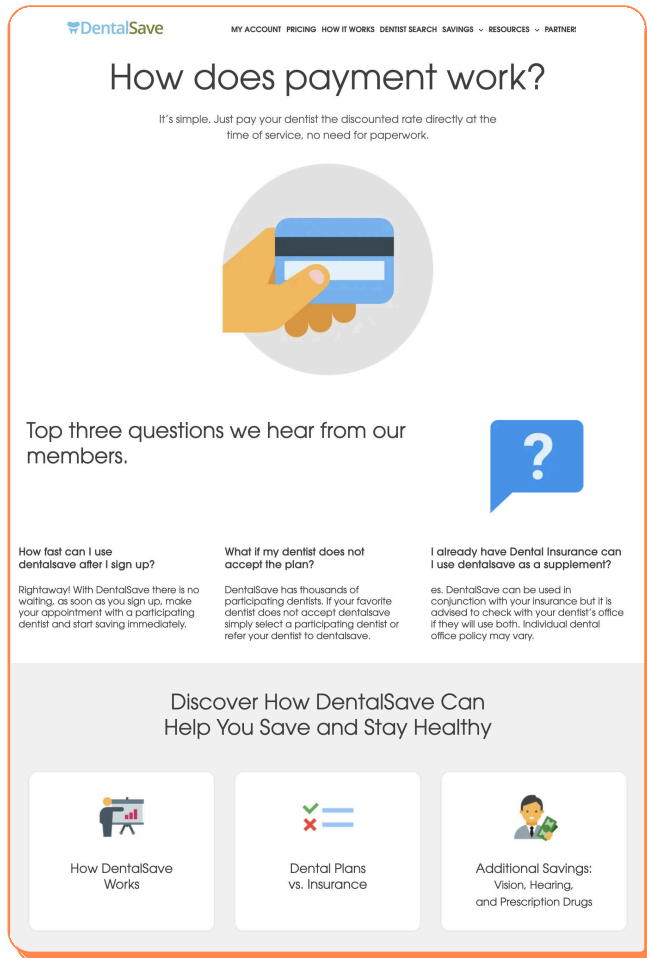 DentalSave
MY ACCOUNT PRICING HOW IT WORKS DENTIST SEARCH SAVINGS RESOURCES PARTNERS
How does payment work?
It's simple. Just pay your dentist the discounted rate directly at the
time of service, no need for paperwork.
Top three questions we hear from our
members.
?
How fast can I use
dentalsave after I sign up?
Rightaway! With DentalSave there is no
waiting, as soon as you sign up, make
your appointment with a participating
dentist and start saving immediately.
What if my dentist does not
accept the plan?
DentalSave has thousands of
participating dentists. If your favorite
dentist does not accept dentalsave
simply select a participating dentist or
refer your dentist to dentalsave.
I already have Dental Insurance can
I use dentalsave as a supplement?
es. DentalSave can be used in
conjunction with your insurance but it is
advised to check with your dentist's office
if they will use both. Individual dental
office policy may vary.
Discover How DentalSave Can
Help You Save and Stay Healthy
How DentalSave
Works
Dental Plans
vs. Insurance
Additional Savings:
Vision, Hearing,
and Prescription Drugs